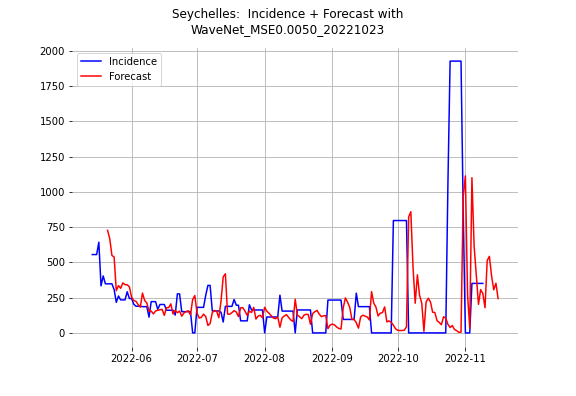 Seychelles:  Incidence + Forecast with
WaveNet_MSE0.0050_20221023
Incidence
Forecast
2000
1750
1500
1250
1000
750
500
250
0
2022-06 2022-07 2022-08 2022-09 2022-10 2022-11